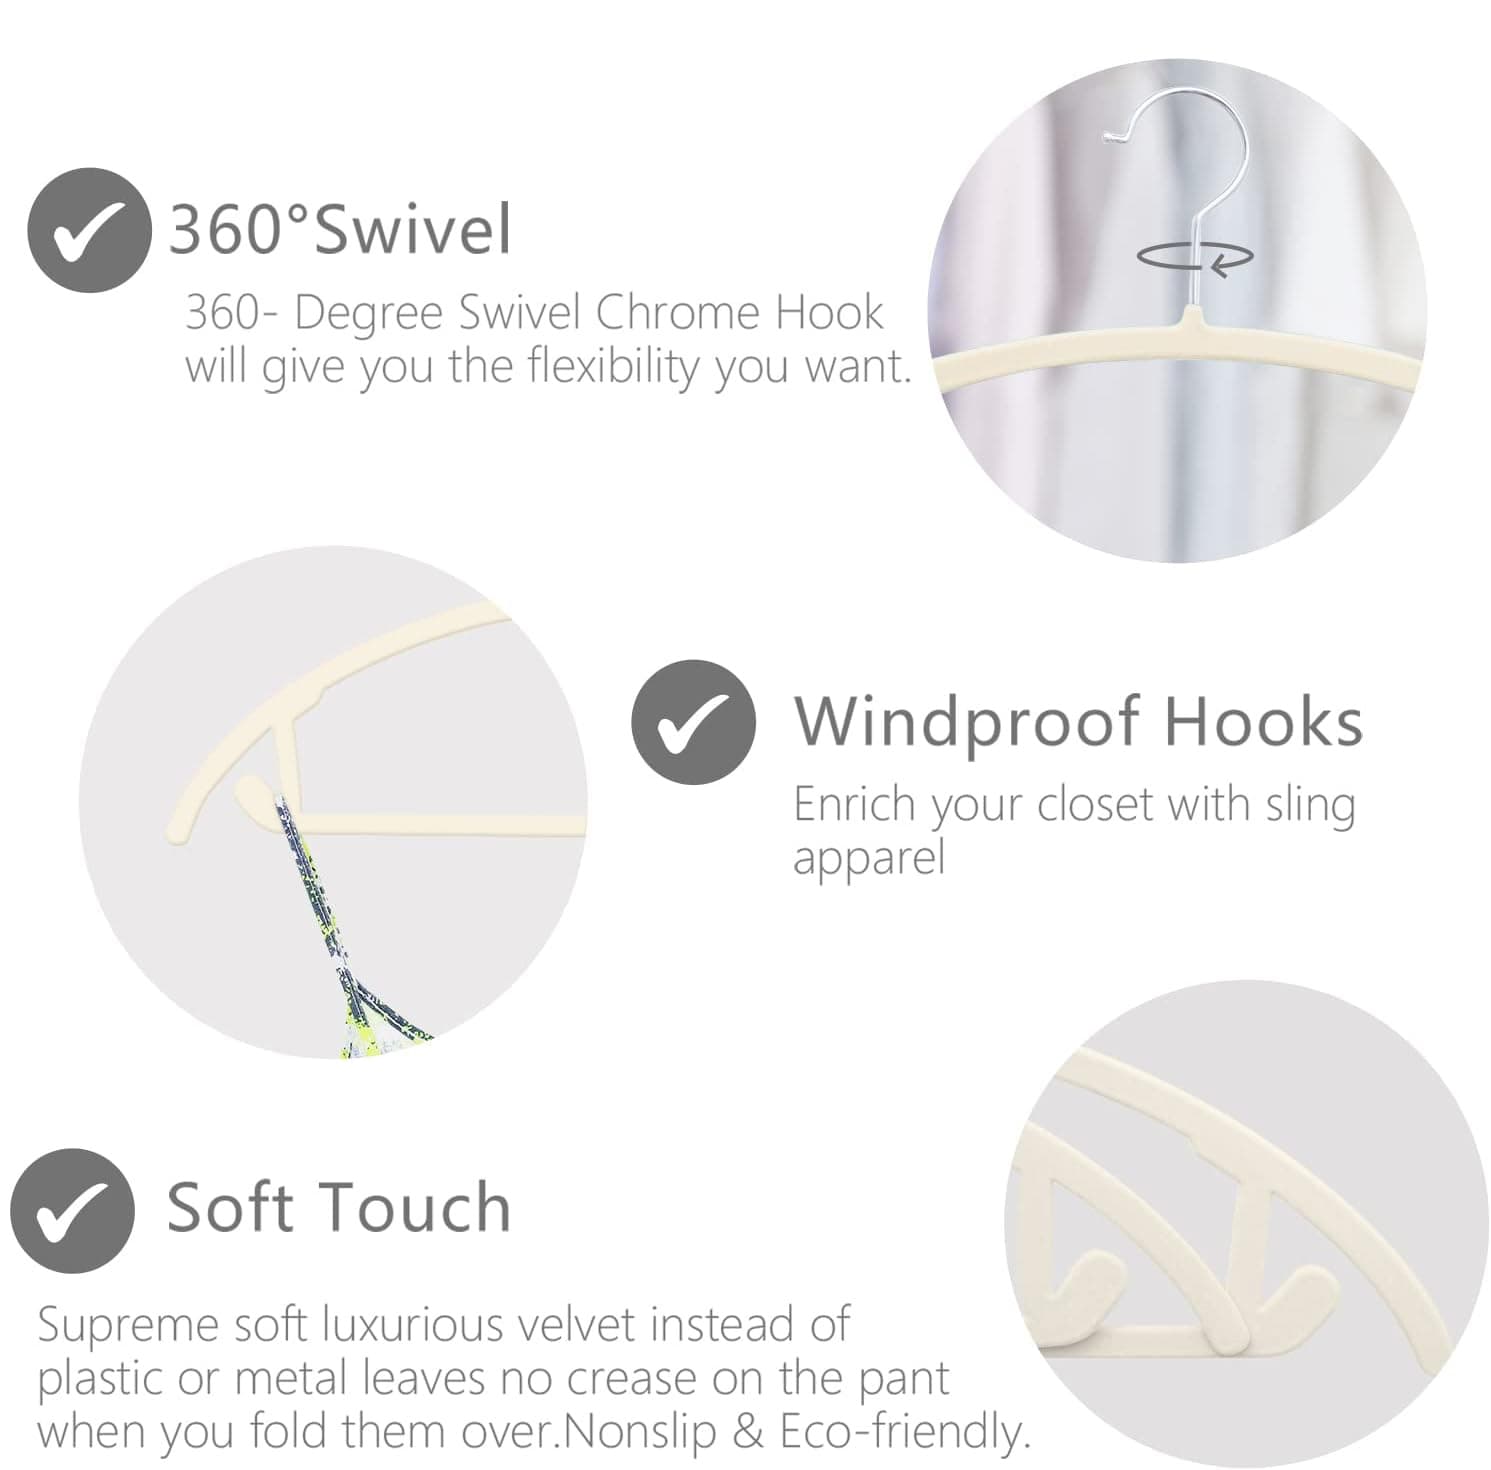 360°Swivel
360- Degree Swivel Chrome Hook
will give you the flexibility you want.
Windproof Hooks
Enrich your closet with sling
apparel
Soft Touch
Supreme soft luxurious velvet instead of
plastic or metal leaves no crease on the pant
when you fold them over.Nonslip & Eco-friendly.